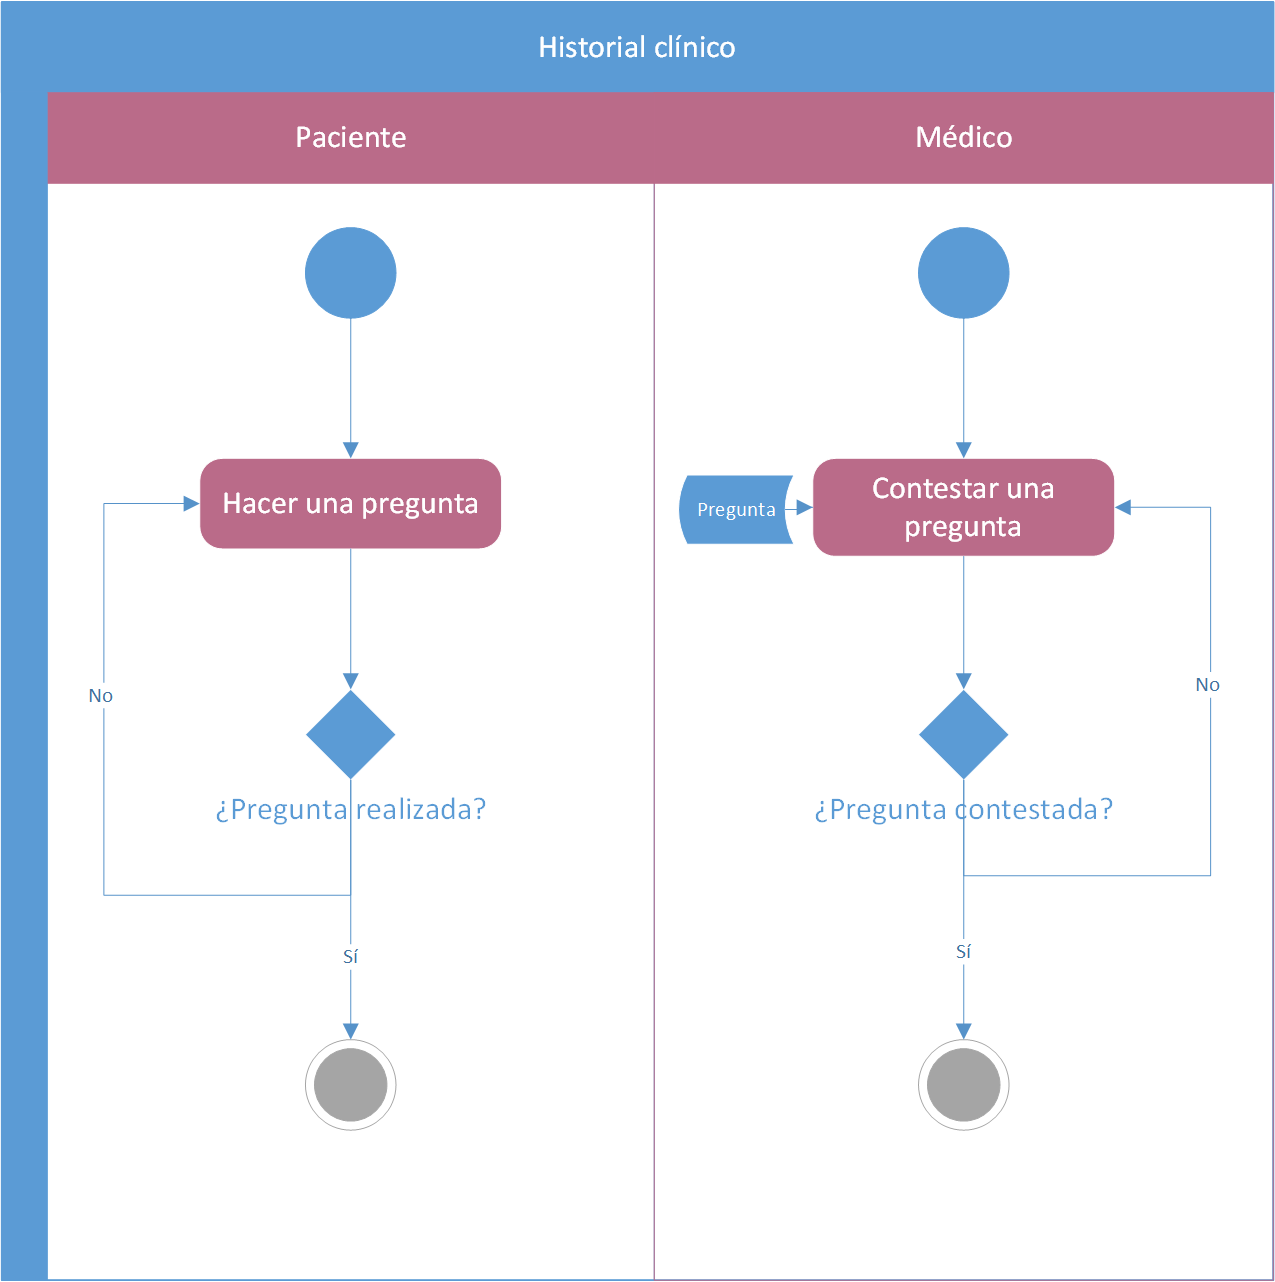 Historial clínico
Paciente
Médico
Hacer una pregunta
Pregunta
Contestar una
pregunta
No
No
¿Pregunta realizada?
¿Pregunta contestada?
Sí
Sí